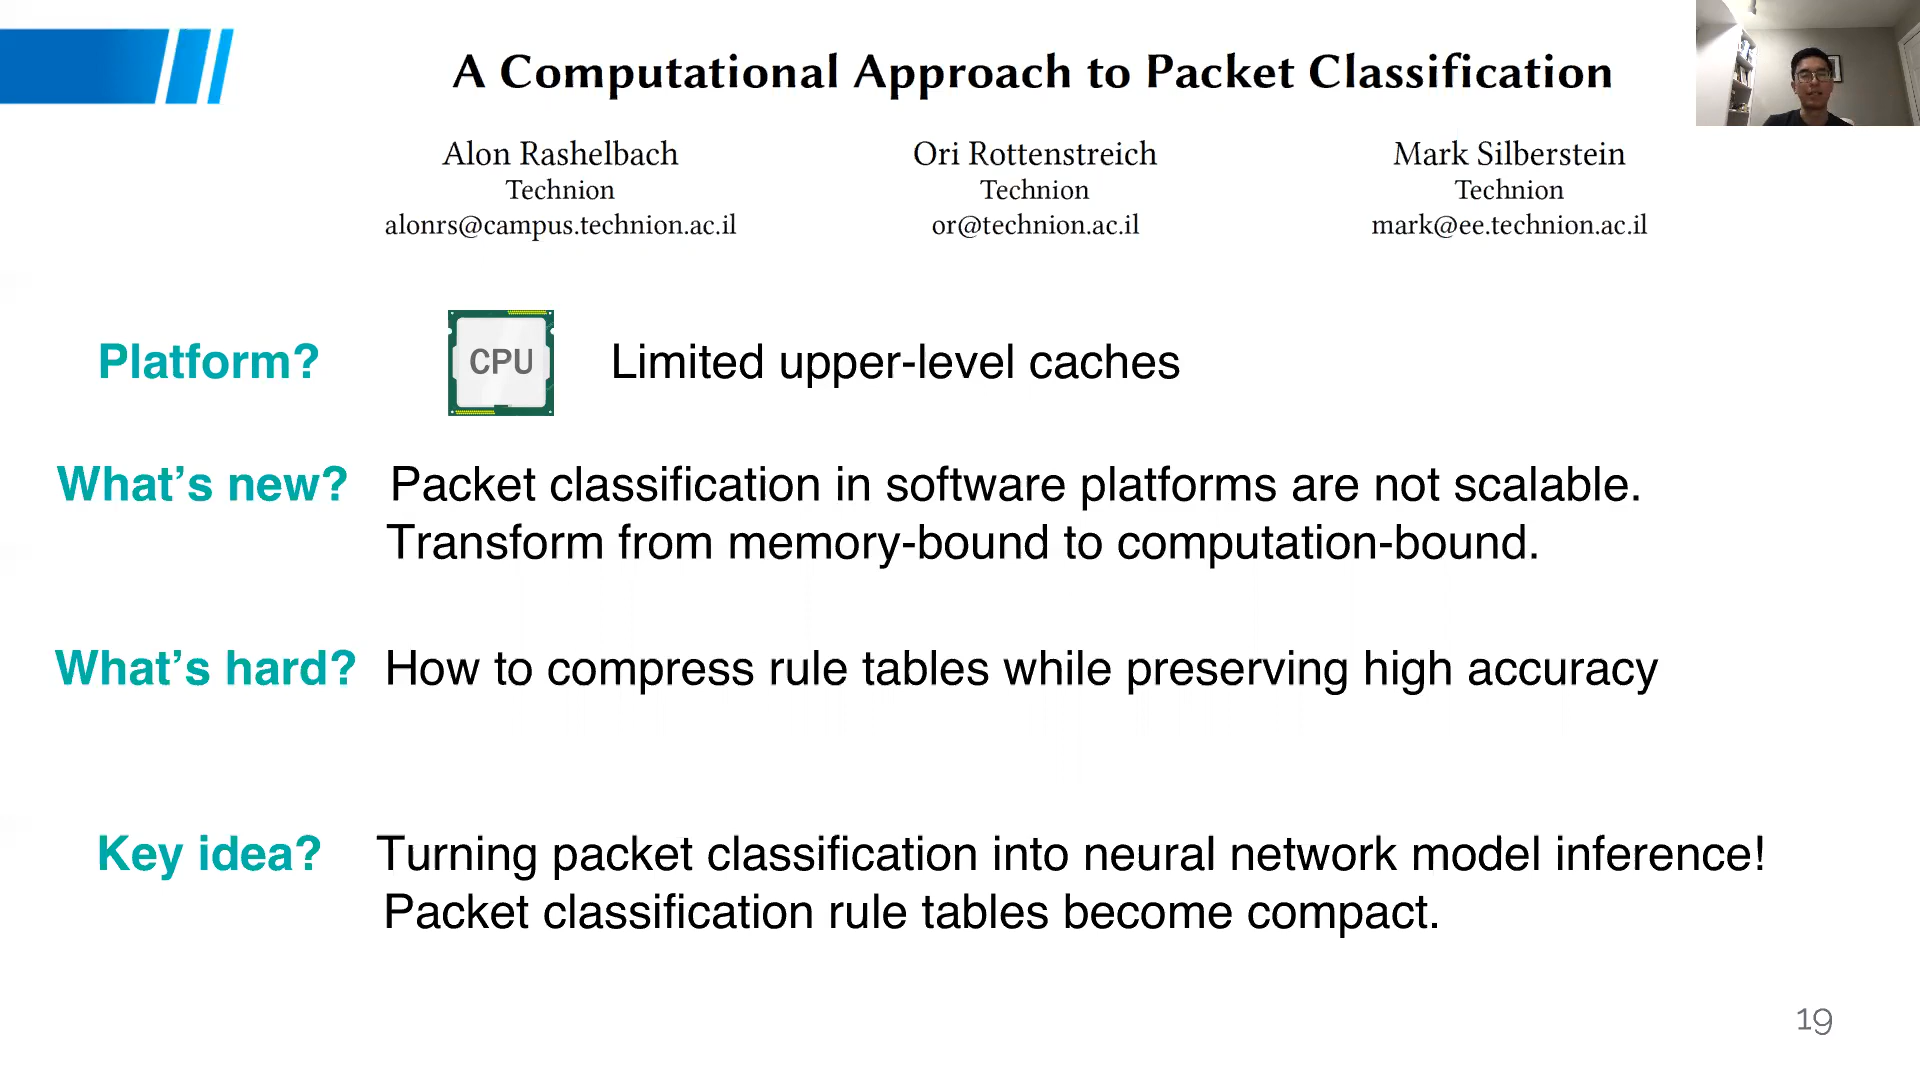 A Computational Approach to Packet Classification
Alon Rashelbach
Technion
alonrs@campus.technion.ac.il
Ori Rottenstreich
Technion
or@technion.ac.il
Mark Silberstein
Technion
mark@ee.technion.ac.il
Platform?
CPU
Limited upper-level caches
What's new?
Packet classification in software platforms are not scalable.
Transform from memory-bound to computation-bound.
What's hard?
How to compress rule tables while preserving high accuracy
Key idea?
Turning packet classification into neural network model inference!
Packet classification rule tables become compact.
19